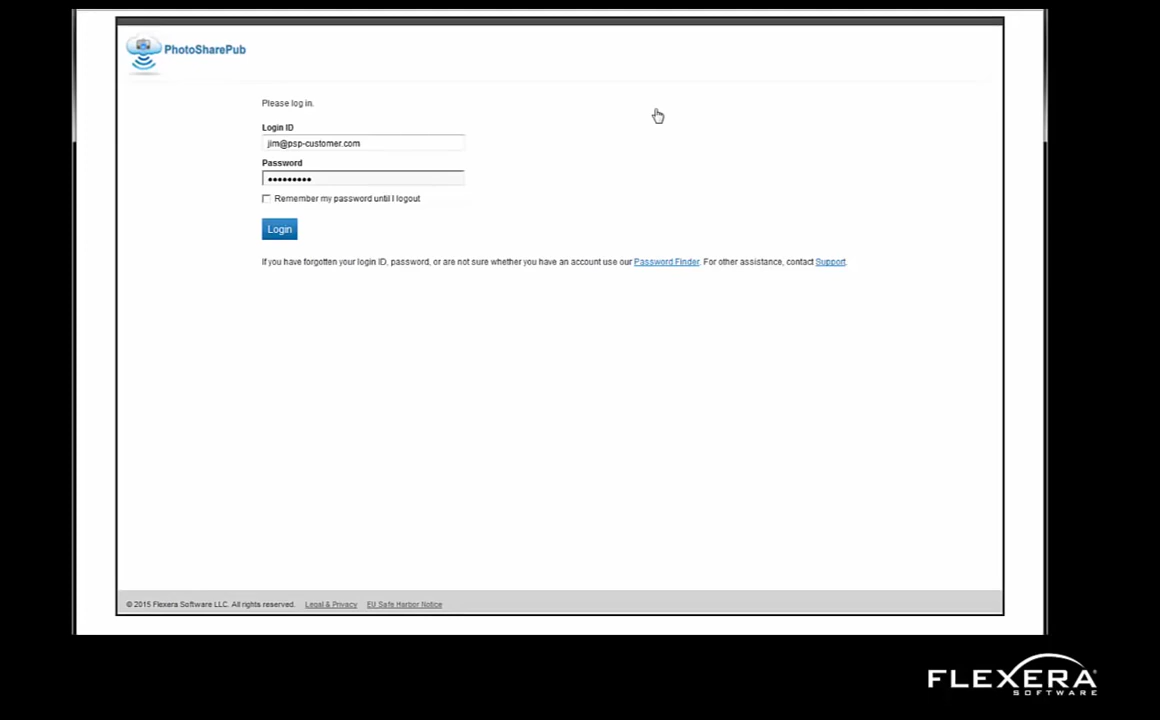 PhotoSharePub
Please log in.
Login ID
jim@psp-customer.com
Password
•••••••••
Remember my password until I logout
Login
If you have forgotten your login ID, password, or are not sure whether you have an account use our Password Finder. For other assistance, contact Support.
© 2015 Flexera Software LLC. All rights reserved. Legal & Privacy EU Safe Harbor Notice
FLEXERA
SOFTWARE